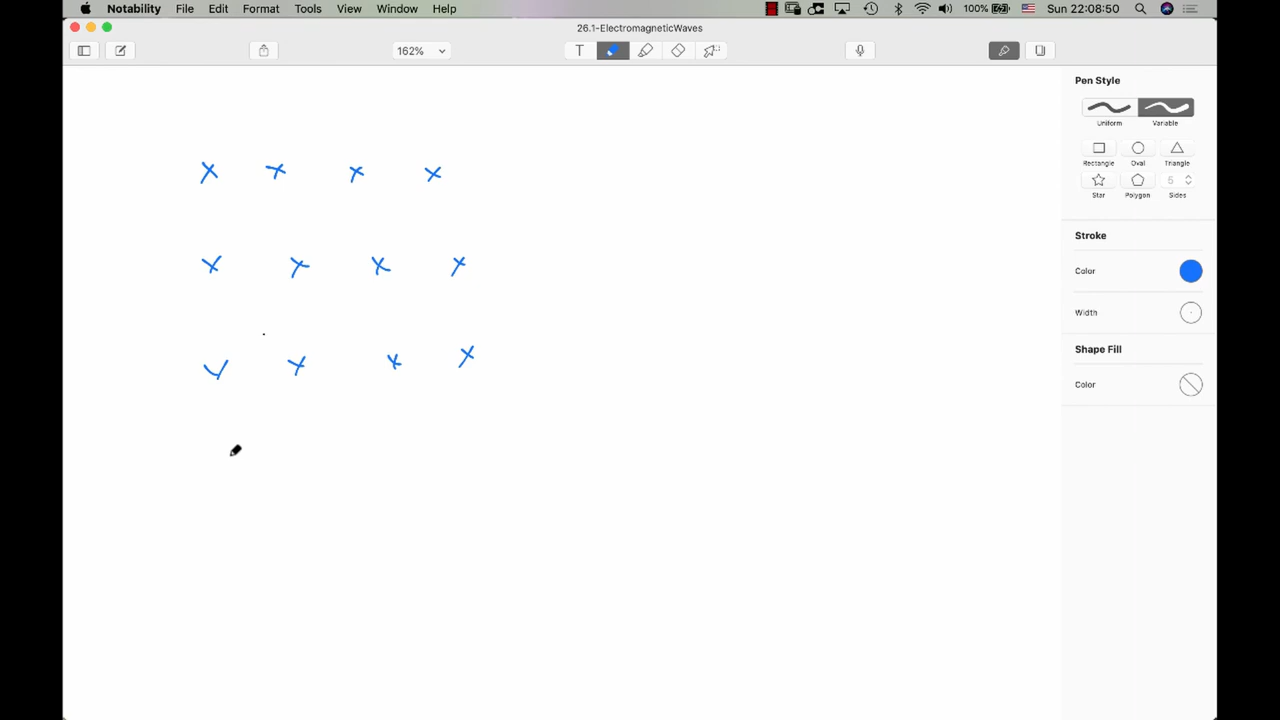 Notability File Edit Format Tools View Window Help 100% Sun 22:08:50
26.1-ElectromagneticWaves
162% T
Pen Style
Uniform Variable
Rectangle Oval Triangle
5
Star Polygon Sides
Stroke
Color
Width
Shape Fill
Color
x x x x
x x x x
x x x x